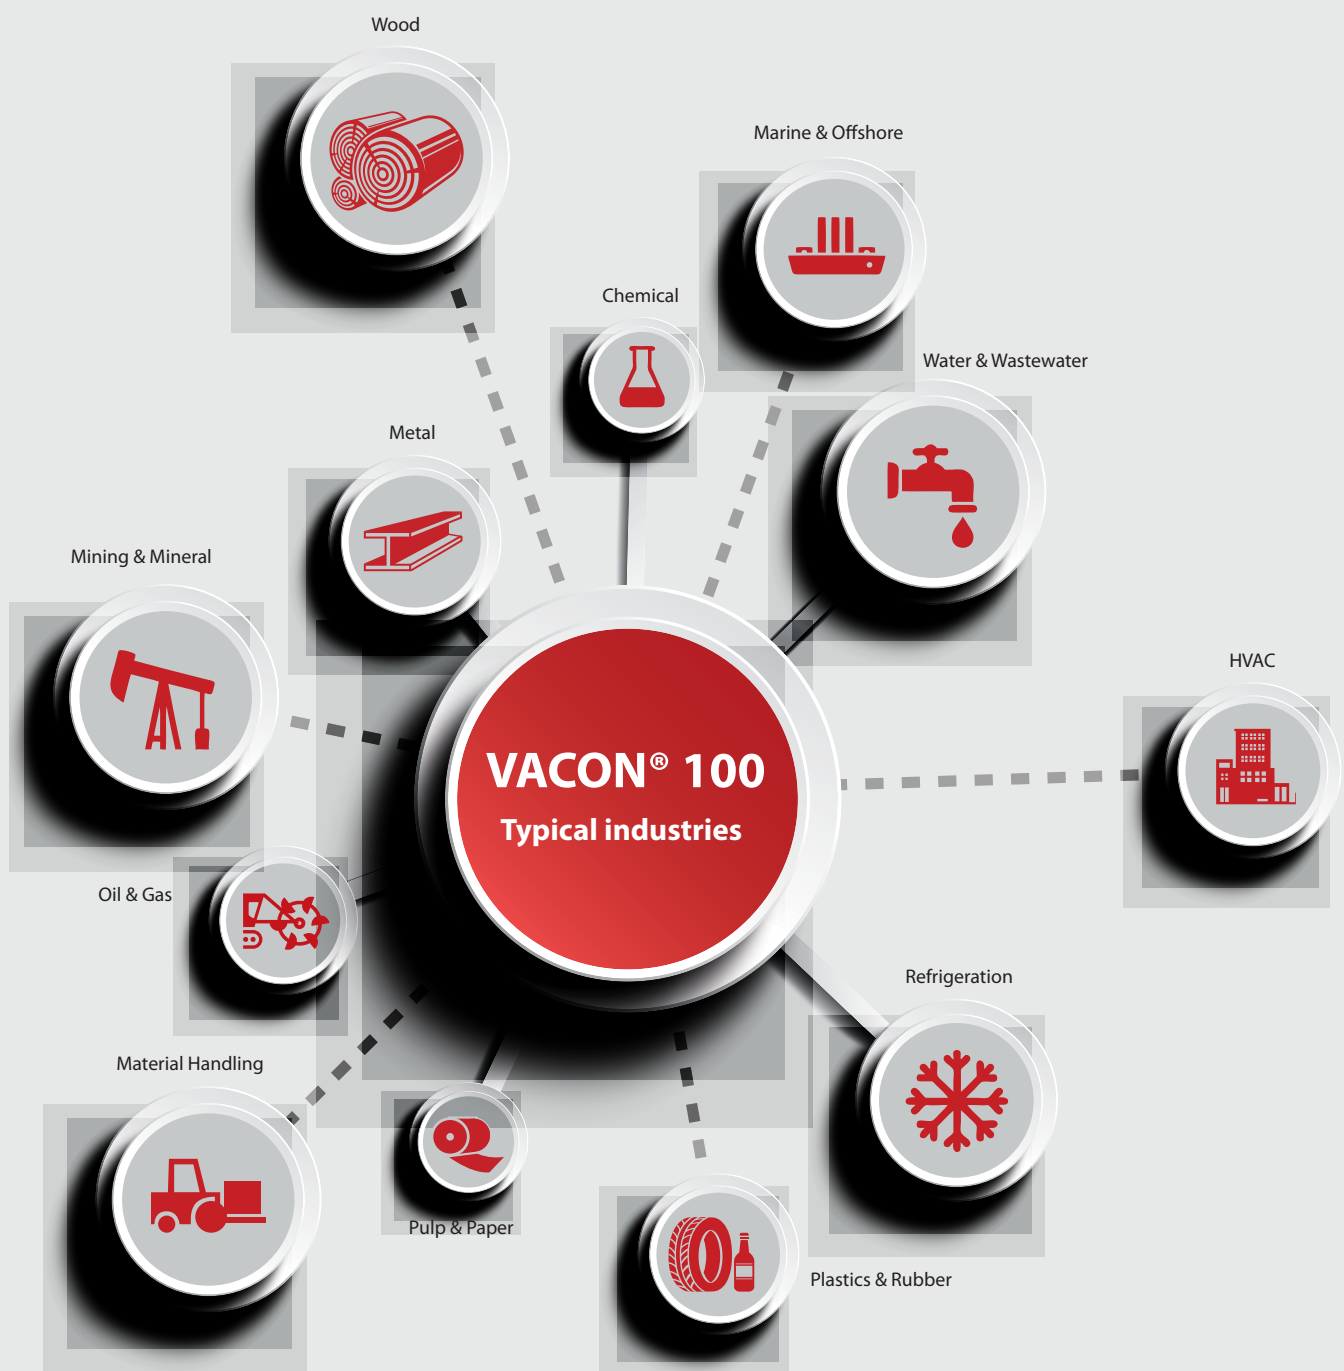 Wood
Marine & Offshore
Chemical
Water & Wastewater
Metal
Mining & Mineral
HVAC
VACON® 100
Typical industries
Oil & Gas
Refrigeration
Material Handling
Pulp & Paper
Plastics & Rubber